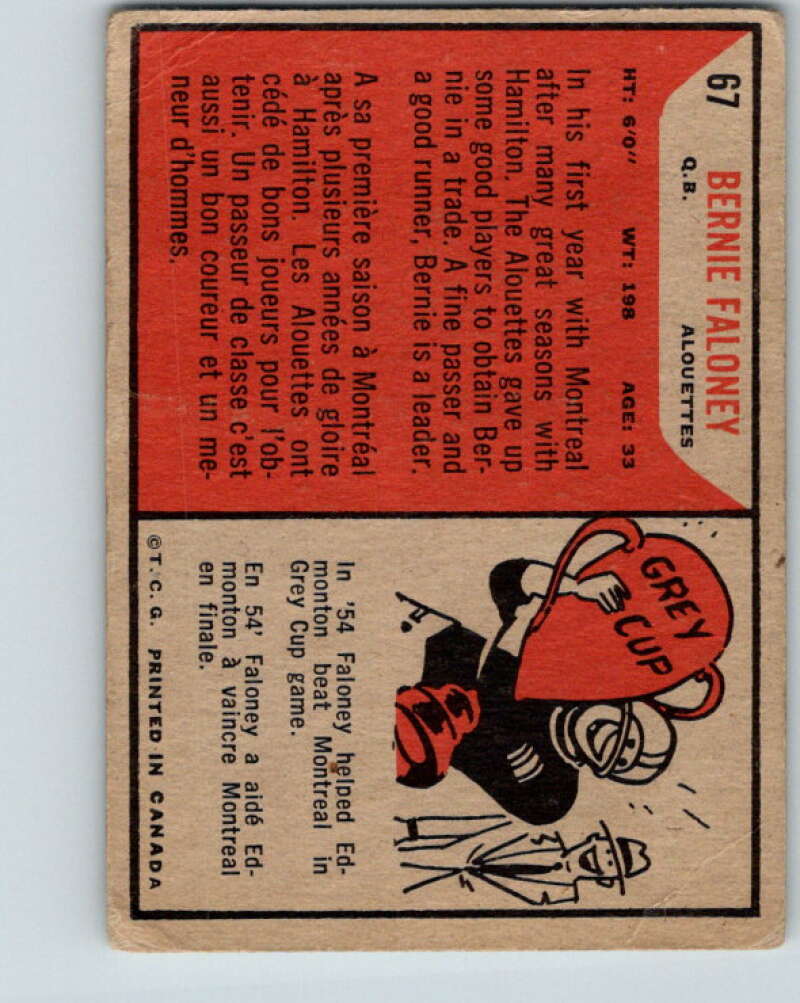 67
BERNIE FALONEY
Q.B. ALOUETTES
HT: 6'0" WT: 198 AGE: 33
In his first year with Montreal
after many great seasons with
Hamilton. The Alouettes gave up
some good players to obtain Ber-
nie in a trade. A fine passer and
a good runner, Bernie is a leader.
A sa première saison à Montréal
après plusieurs années de gloire
à Hamilton. Les Alouettes ont
cédé de bons joueurs pour l'ob-
tenir. Un passeur de classe c'est
aussi un bon coureur et un me-
neur d'hommes.
GREY
CUP
In '54 Faloney helped Ed-
monton beat Montreal in
Grey Cup game.
En 54' Faloney a aidé Ed-
monton à vaincre Montreal
en finale.
© T. C. G. PRINTED IN CANADA